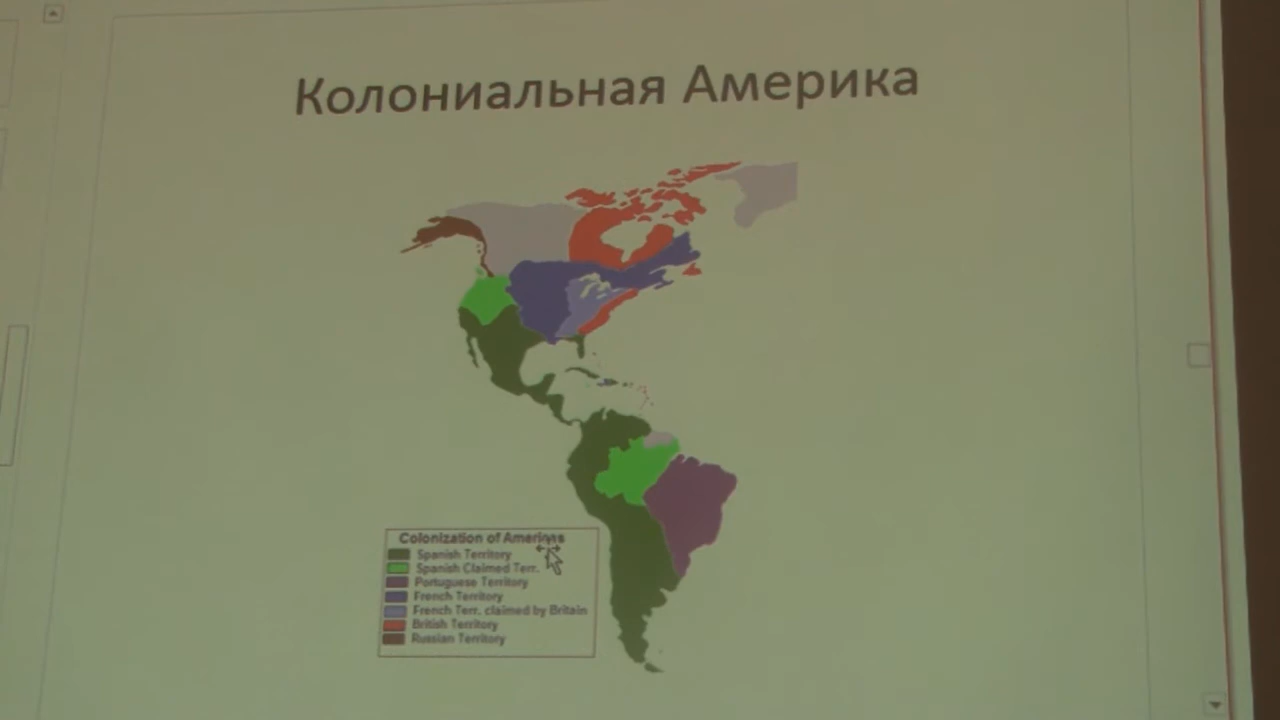 Колониальная Америка
Colonization of Americas
Spanish Territory
Spanish Claimed Terr.
Portuguese Territory
French Territory
French Terr. claimed by Britain
British Territory
Russian Territory